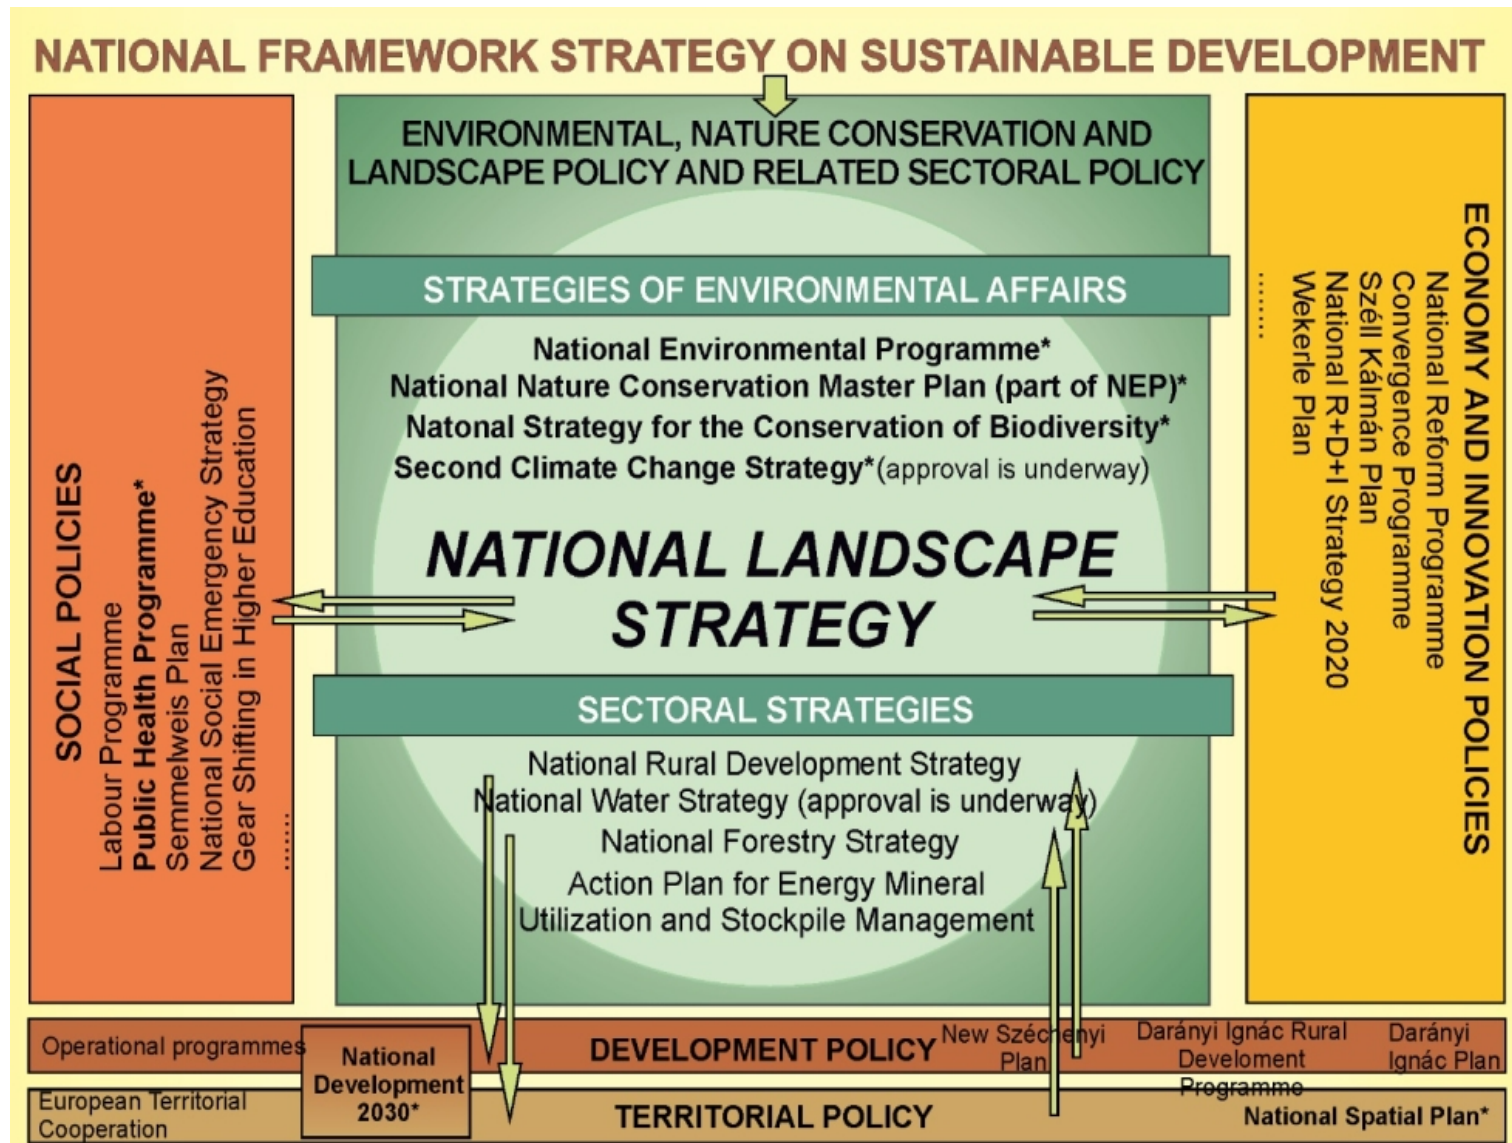 NATIONAL FRAMEWORK STRATEGY ON SUSTAINABLE DEVELOPMENT
ENVIRONMENTAL, NATURE CONSERVATION AND
LANDSCAPE POLICY AND RELATED SECTORAL POLICY
STRATEGIES OF ENVIRONMENTAL AFFAIRS
National Environmental Programme*
National Nature Conservation Master Plan (part of NEP)*
Natonal Strategy for the Conservation of Biodiversity*
Second Climate Change Strategy* (approval is underway)
NATIONAL LANDSCAPE
STRATEGY
SECTORAL STRATEGIES
National Rural Development Strategy
National Water Strategy (approval is underway)
National Forestry Strategy
Action Plan for Energy Mineral
Utilization and Stockpile Management
SOCIAL POLICIES
Labour Programme
Public Health Programme*
Semmelweis Plan
National Social Emergency Strategy
Gear Shifting in Higher Education
........
ECONOMY AND INNOVATION POLICIES
National Reform Programme
Convergence Programme
Széll Kálmán Plan
National R+D+I Strategy 2020
Wekerle Plan
........
Operational programmes
National
Development
2030*
DEVELOPMENT POLICY
New Széchenyi
Plan
Darányi Ignác Rural
Develoment
Programme
Darányi
Ignác Plan
European Territorial
Cooperation
TERRITORIAL POLICY
National Spatial Plan*